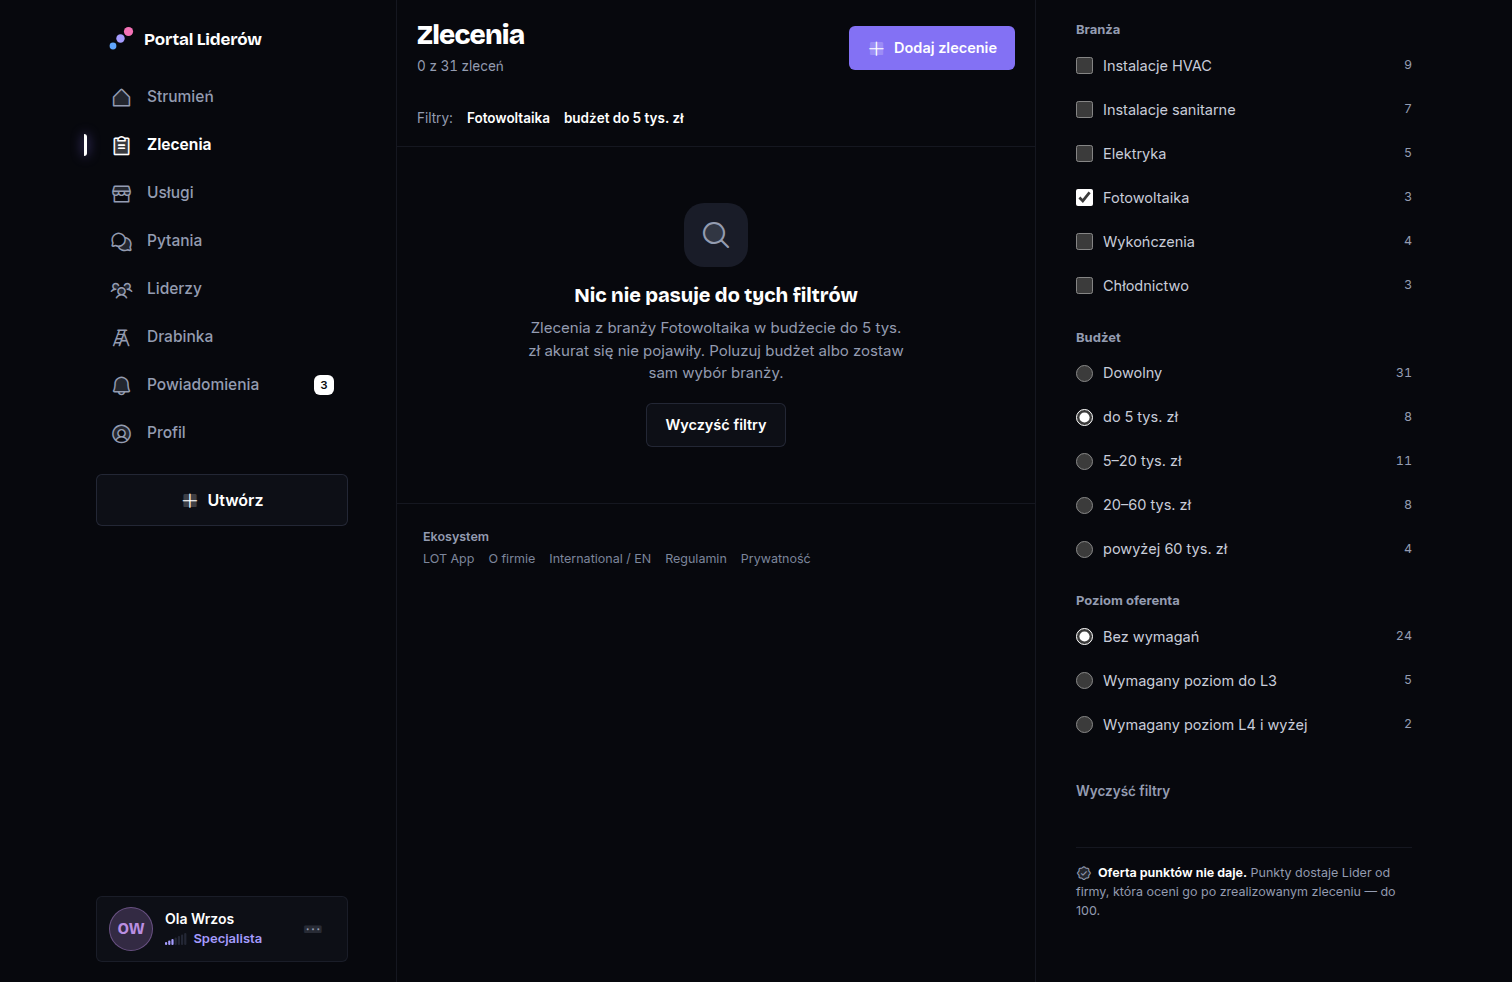 Portal Liderów
Strumień
Zlecenia
Usługi
Pytania
Liderzy
Drabinka
Powiadomienia 3
Profil
Utwórz
OW
Ola Wrzos
Specjalista
Zlecenia
0 z 31 zleceń
Dodaj zlecenie
Filtry: Fotowoltaika budżet do 5 tys. zł
Nic nie pasuje do tych filtrów
Zlecenia z branży Fotowoltaika w budżecie do 5 tys.
zł akurat się nie pojawiły. Poluzuj budżet albo zostaw
sam wybór branży.
Wyczyść filtry
Ekosystem
LOT App O firmie International / EN Regulamin Prywatność
Branża
Instalacje HVAC 9
Instalacje sanitarne 7
Elektryka 5
Fotowoltaika 3
Wykończenia 4
Chłodnictwo 3
Budżet
Dowolny 31
do 5 tys. zł 8
5–20 tys. zł 11
20–60 tys. zł 8
powyżej 60 tys. zł 4
Poziom oferenta
Bez wymagań 24
Wymagany poziom do L3 5
Wymagany poziom L4 i wyżej 2
Wyczyść filtry
Oferta punktów nie daje. Punkty dostaje Lider od
firmy, która oceni go po zrealizowanym zleceniu — do
100.